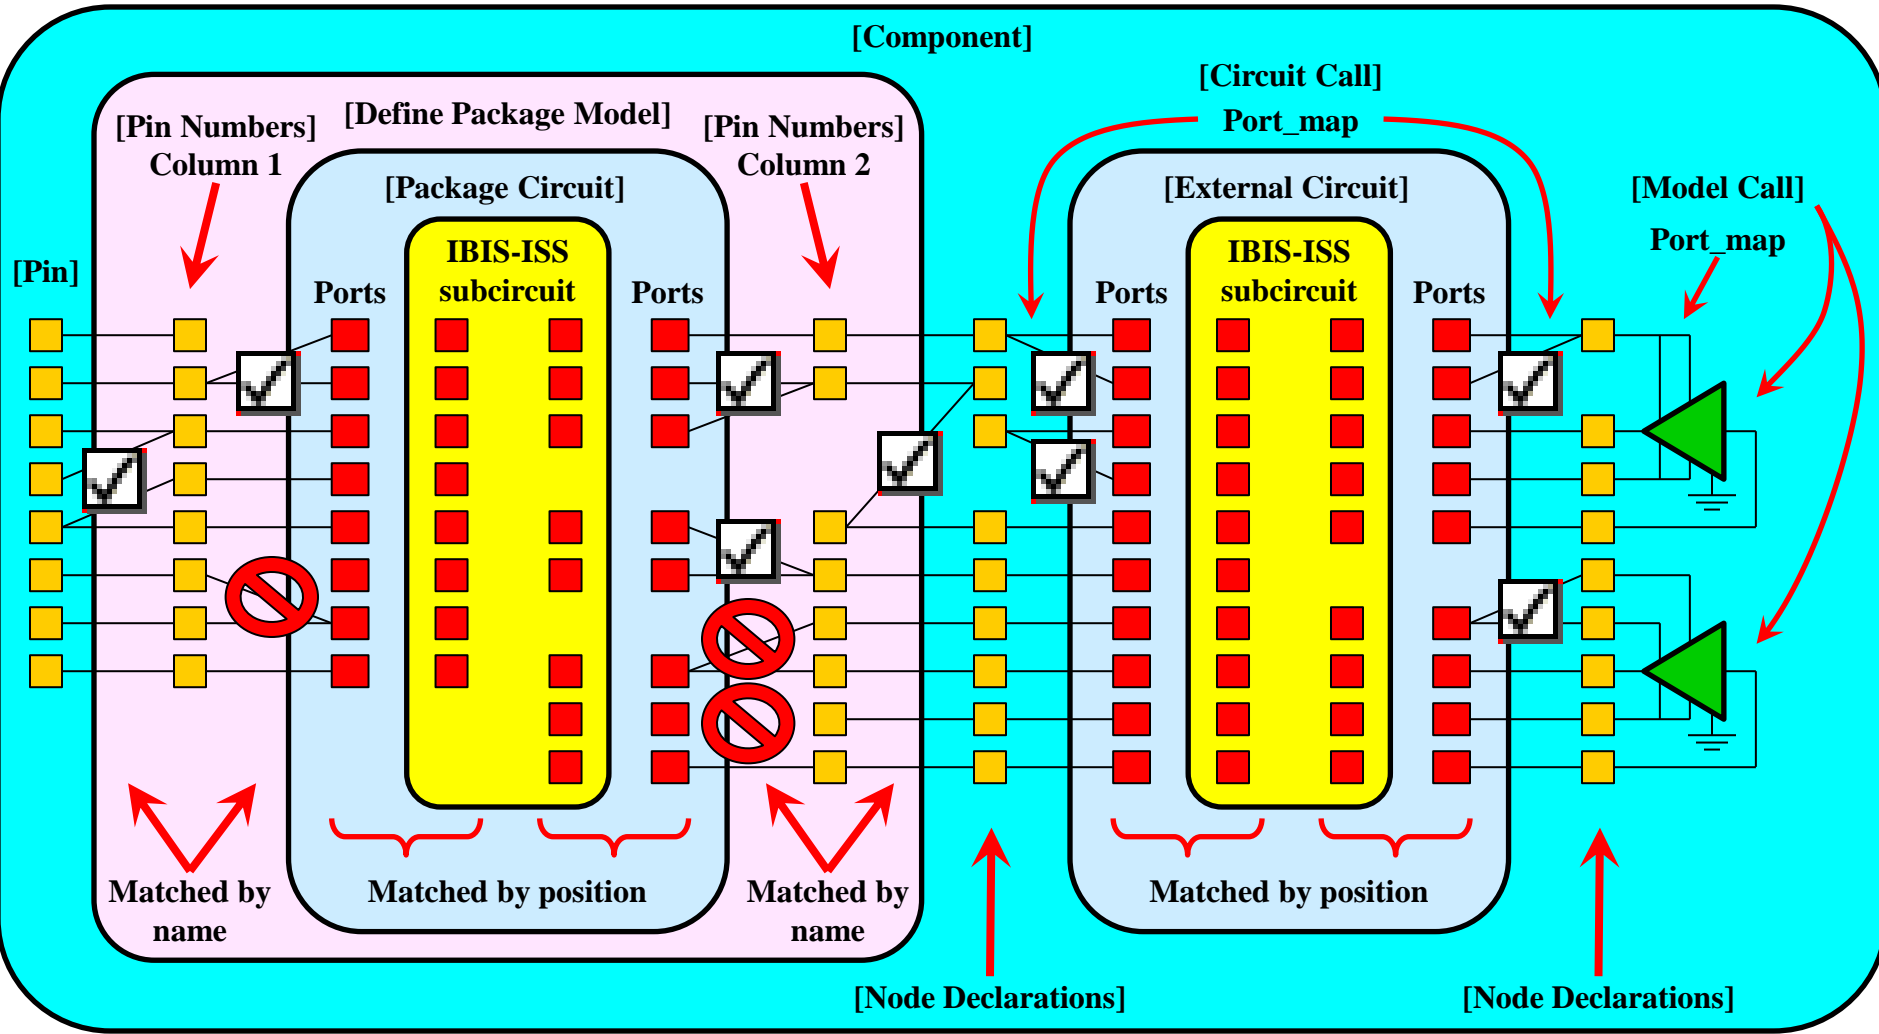 [Component]
[Circuit Call]
Port_map
[Define Package Model]
[Pin Numbers]
Column 1
[Pin Numbers]
Column 2
[Package Circuit]
[External Circuit]
[Model Call]
Port_map
[Pin]
IBIS-ISS
subcircuit
IBIS-ISS
subcircuit
Ports
Ports
Ports
Ports
Matched by
name
Matched by position
Matched by
name
Matched by position
[Node Declarations]
[Node Declarations]